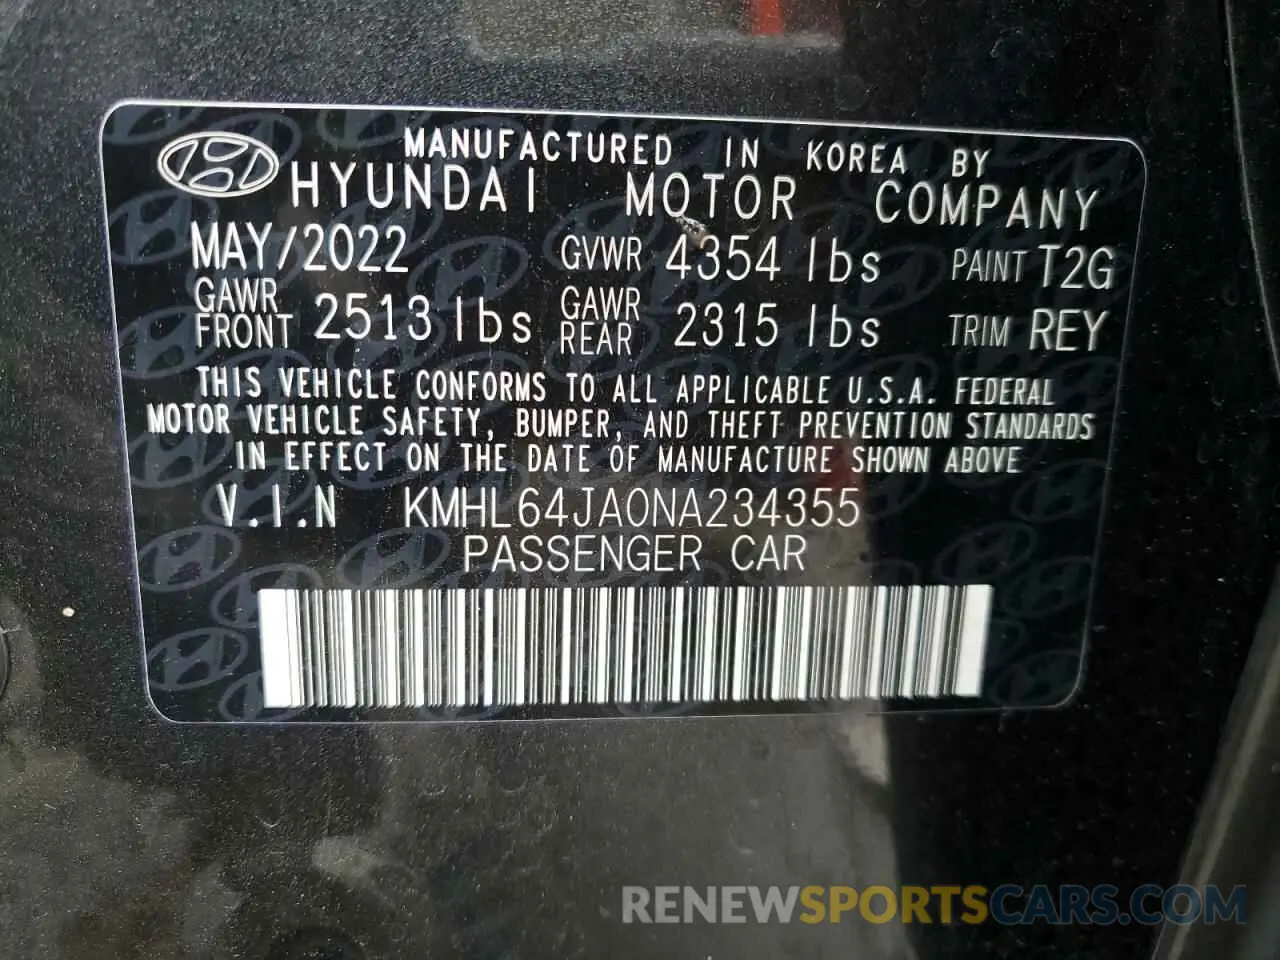 MANUFACTURED IN KOREA BY
HYUNDAI MOTOR COMPANY
MAY/2022 GVWR 4354 lbs PAINT T2G
GAWR FRONT 2513 lbs GAWR REAR 2315 lbs TRIM REY
THIS VEHICLE CONFORMS TO ALL APPLICABLE U.S.A. FEDERAL
MOTOR VEHICLE SAFETY, BUMPER, AND THEFT PREVENTION STANDARDS
IN EFFECT ON THE DATE OF MANUFACTURE SHOWN ABOVE
V.I.N KMHL64JA0NA234355
PASSENGER CAR
RENEWSPORTSCARS.COM